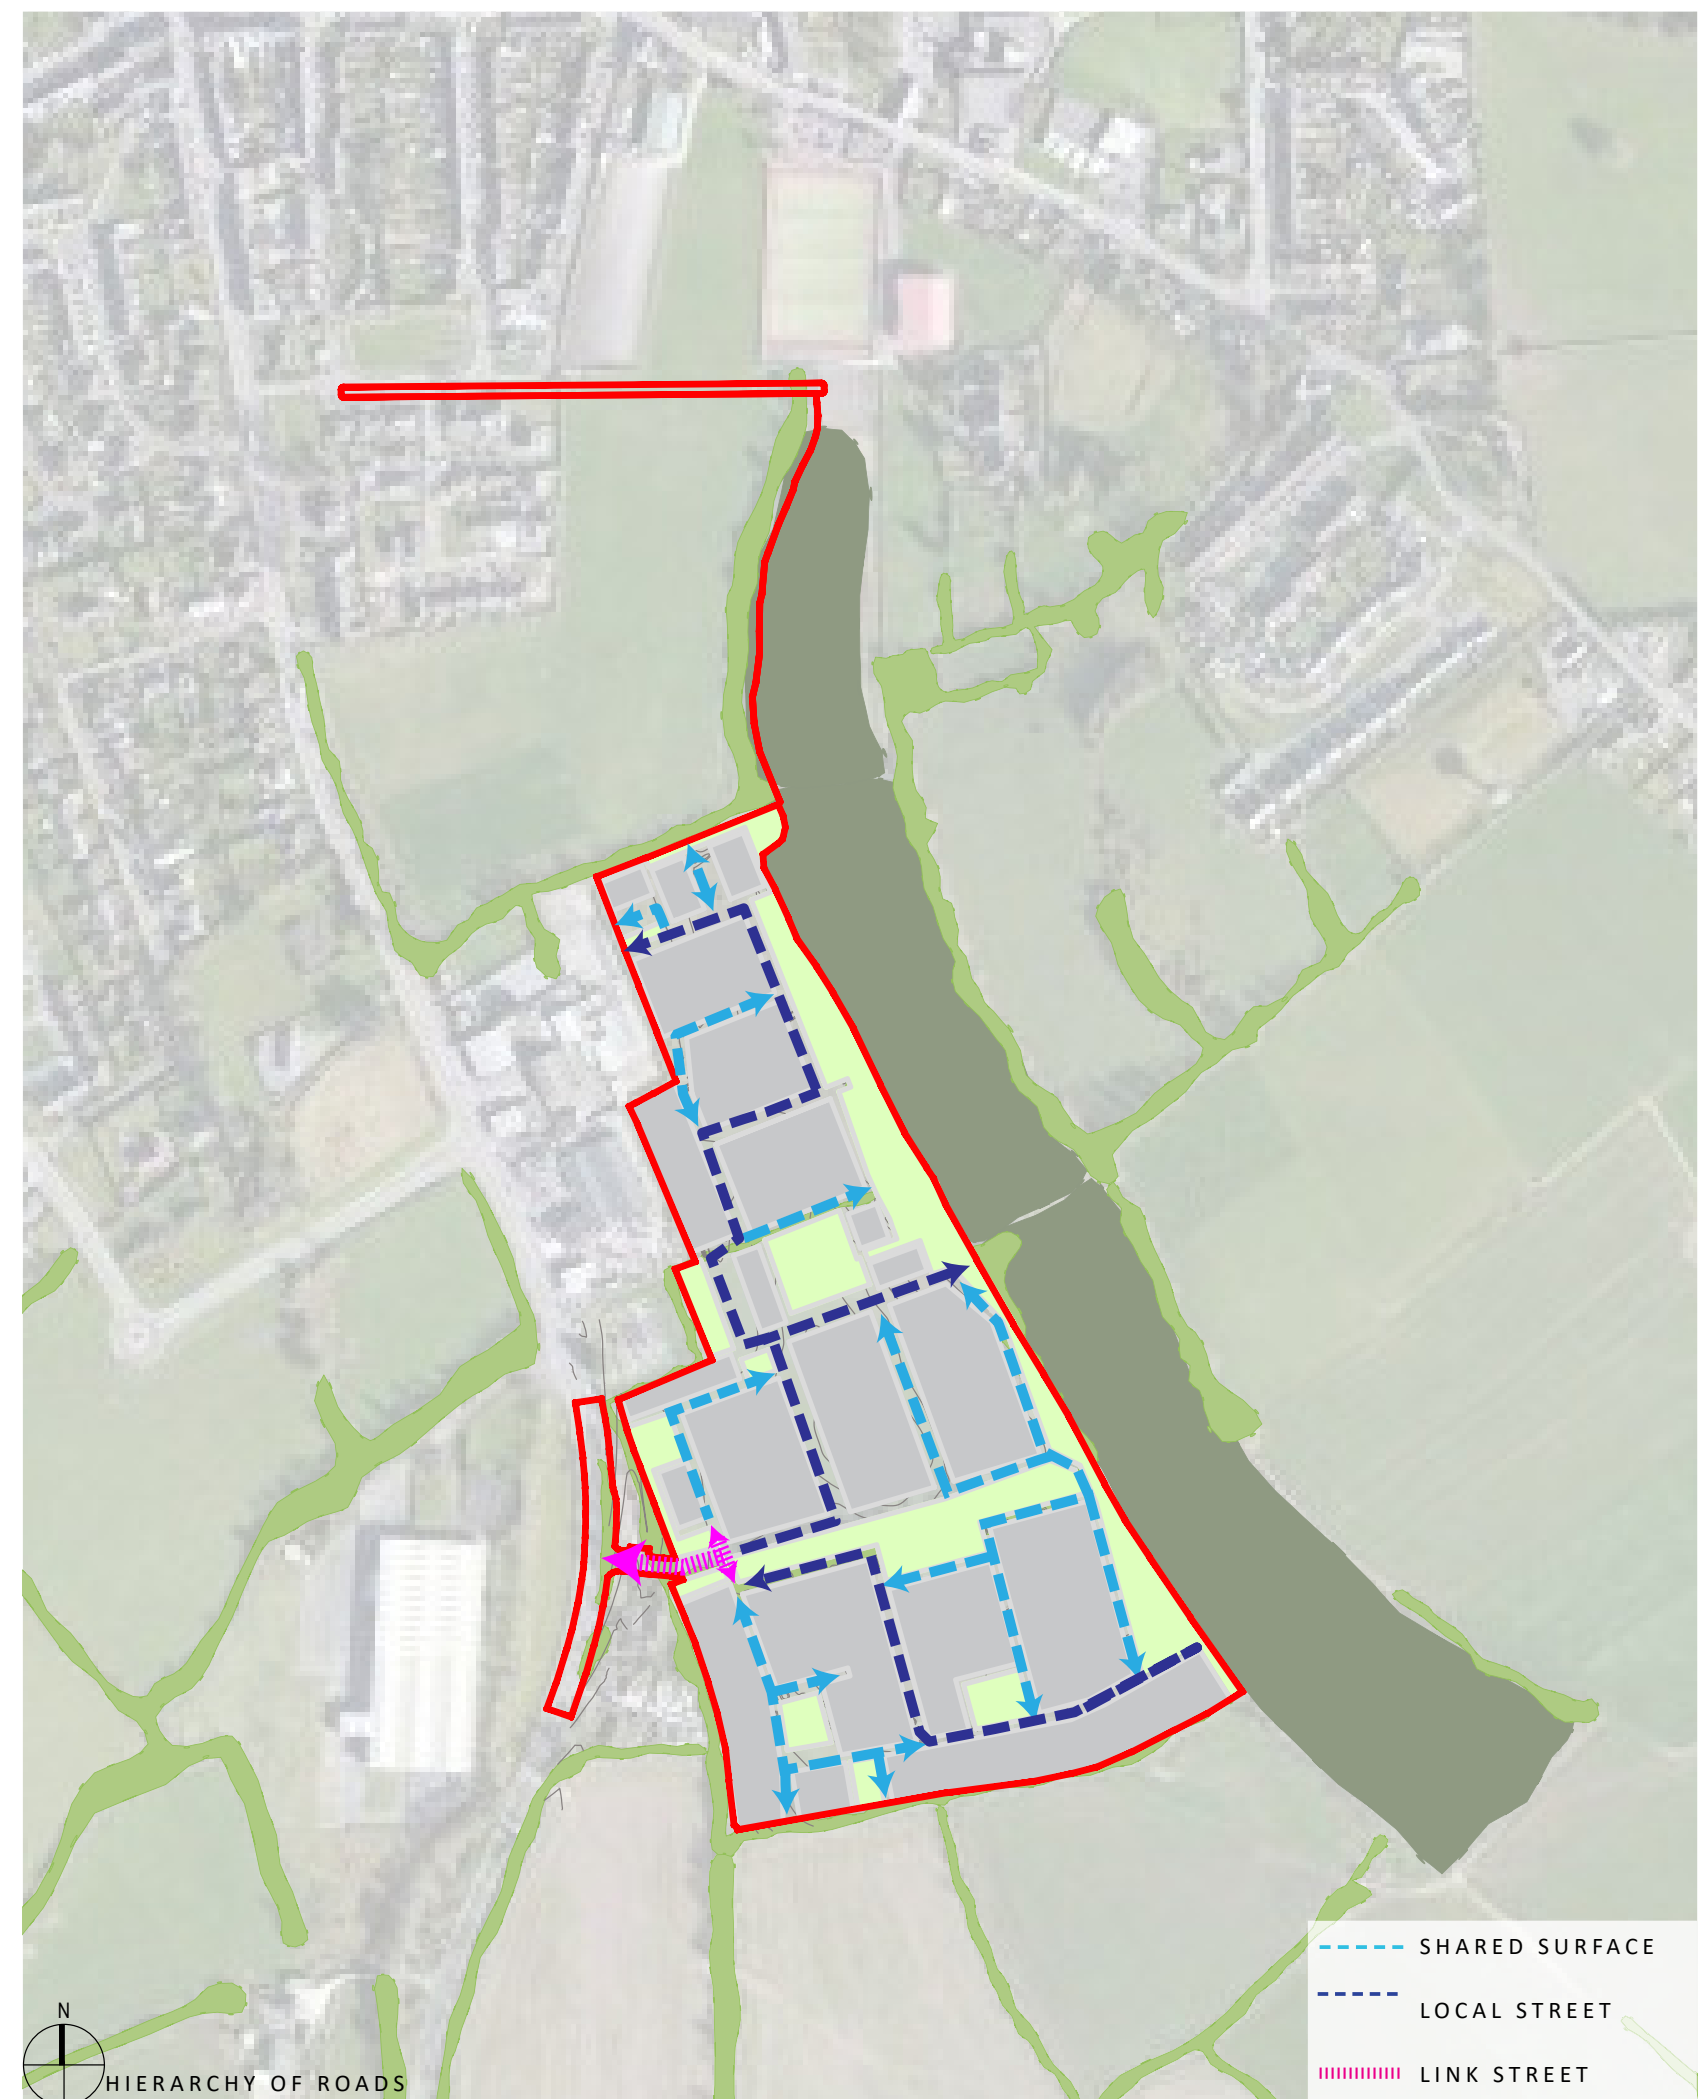 SHARED SURFACE
LOCAL STREET
LINK STREET
N
HIERARCHY OF ROADS